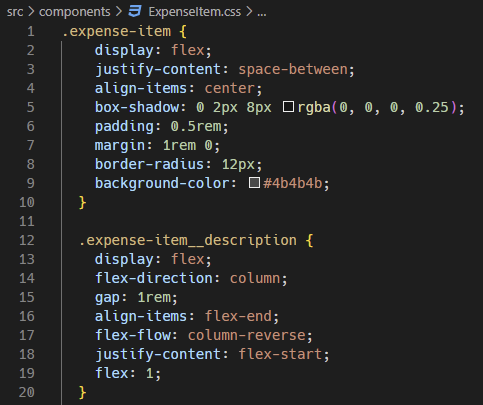 src > components > ExpenseItem.css > ...
1 .expense-item {
2 display: flex;
3 justify-content: space-between;
4 align-items: center;
5 box-shadow: 0 2px 8px rgba(0, 0, 0, 0.25);
6 padding: 0.5rem;
7 margin: 1rem 0;
8 border-radius: 12px;
9 background-color: #4b4b4b;
10 }
11
12 .expense-item__description {
13 display: flex;
14 flex-direction: column;
15 gap: 1rem;
16 align-items: flex-end;
17 flex-flow: column-reverse;
18 justify-content: flex-start;
19 flex: 1;
20 }